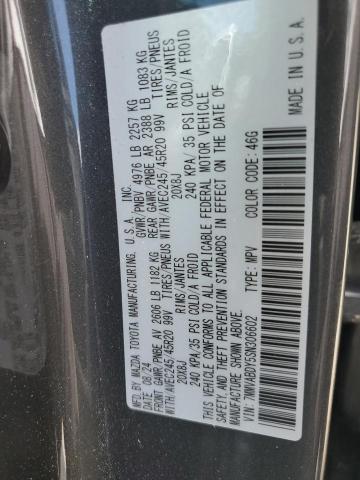 MFD. BY MAZDA TOYOTA MANUFACTURING, U.S.A., INC.
DATE 08/24 GVWR/PNBV 4976 LB 2257 KG
FRONT GAWR/PNBE AV 2606 LB 1182 KG REAR GAWR/PNBE AR 2388 LB 1083 KG
WITH/AVEC245/45R20 99V TIRES/PNEUS WITH/AVEC245/45R20 99V TIRES/PNEUS
20X8J RIMS/JANTES 20X8J RIMS/JANTES
240 KPA/35 PSI COLD/A FROID 240 KPA/35 PSI COLD/A FROID
THIS VEHICLE CONFORMS TO ALL APPLICABLE FEDERAL MOTOR VEHICLE
SAFETY, AND THEFT PREVENTION STANDARDS IN EFFECT ON THE DATE OF
MANUFACTURE SHOWN ABOVE.
VIN: 7MMVABDY5SN306602 TYPE: MPV COLOR CODE: 46G
MADE IN U.S.A.